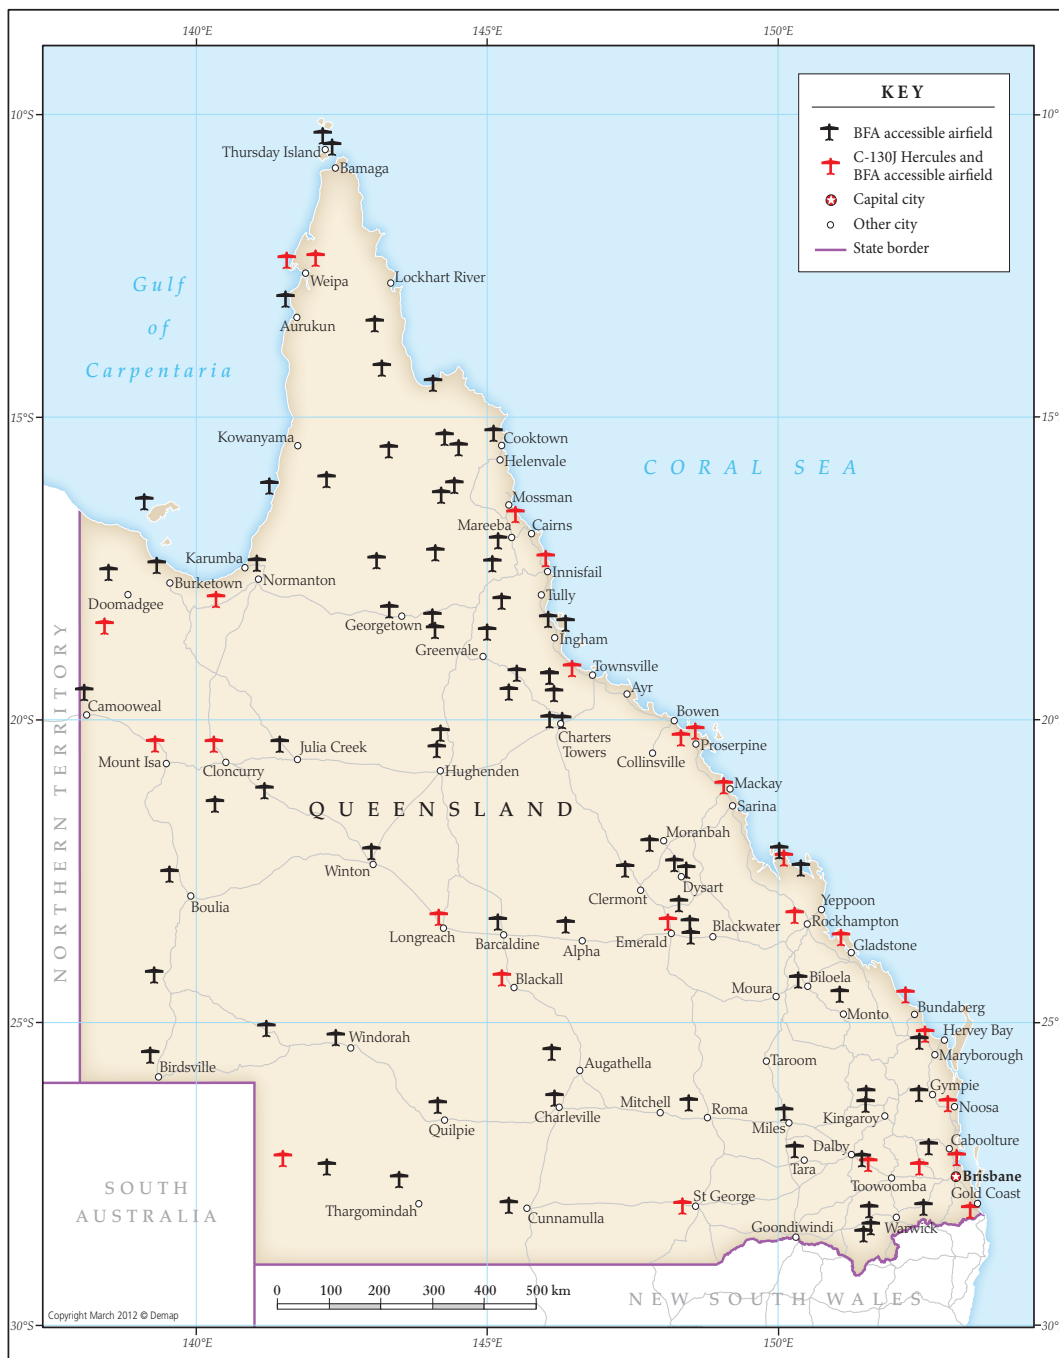 140°E
145°E
150°E
10°S
10°S
KEY
BFA accessible airfield
C-130J Hercules and
BFA accessible airfield
Capital city
Other city
State border
Thursday Island
Bamaga
Gulf
of
Carpentaria
Weipa
Lockhart River
Aurukun
15°S
15°S
Kowanyama
Cooktown
Helenvale
CORAL SEA
Mossman
Mareeba
Cairns
Karumba
Innisfail
Burketown
Normanton
Doomadgee
Tully
Georgetown
Ingham
Greenvale
Townsville
Ayr
NORTHERN TERRITORY
Camooweal
Bowen
20°S
20°S
Charters
Towers
Proserpine
Julia Creek
Mount Isa
Cloncurry
Collinsville
Hughenden
Mackay
Sarina
QUEENSLAND
Moranbah
Winton
Dysart
Clermont
Boulia
Yeppoon
Rockhampton
Longreach
Barcaldine
Alpha
Emerald
Blackwater
Gladstone
Blackall
Moura
Biloela
Bundaberg
Monto
25°S
25°S
Windorah
Hervey Bay
Maryborough
Birdsville
Augathella
Taroom
Gympie
Charleville
Mitchell
Roma
Noosa
Quilpie
Miles
Kingaroy
Caboolture
Dalby
Tara
Brisbane
Toowoomba
Gold Coast
SOUTH
AUSTRALIA
Thargomindah
Cunnamulla
St George
Goondiwindi
Warwick
0 100 200 300 400 500 km
NEW SOUTH WALES
Copyright March 2012 © Demap
30°S
30°S
140°E
145°E
150°E